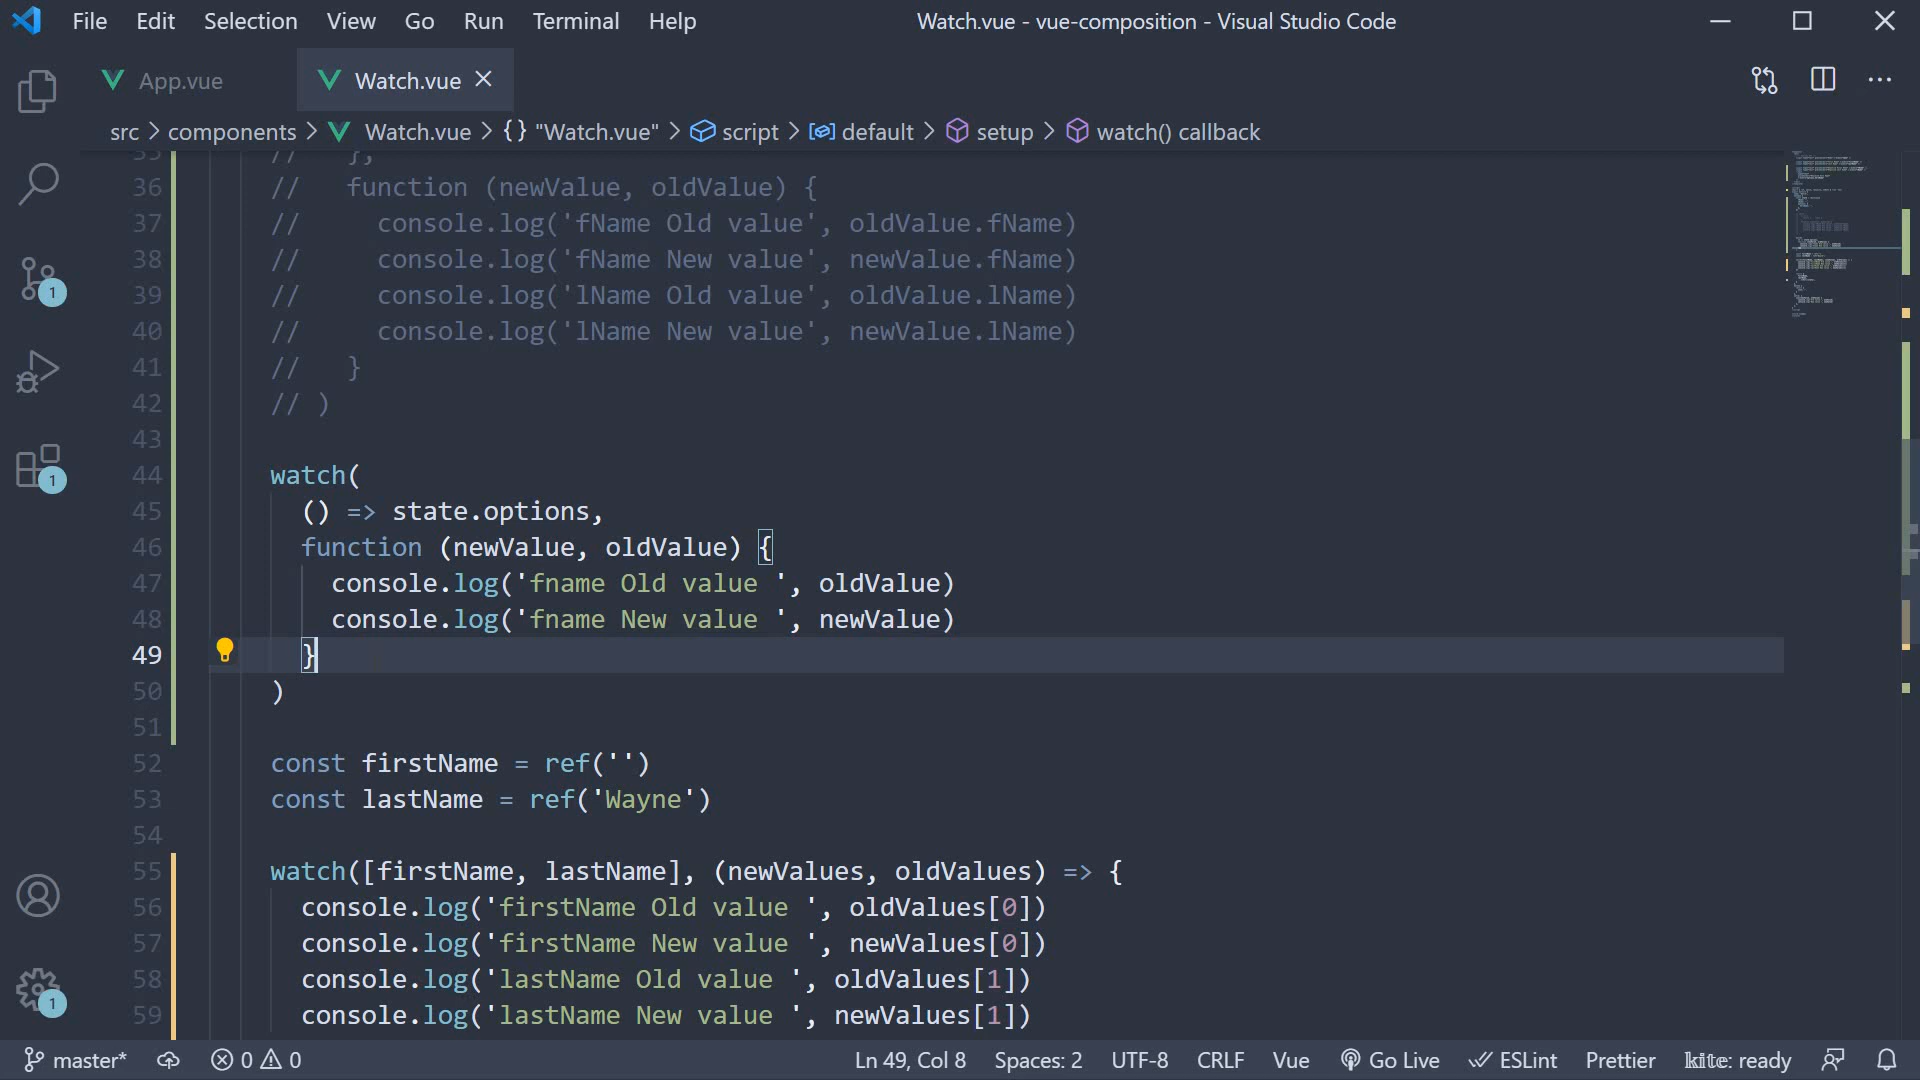 File Edit Selection View Go Run Terminal Help Watch.vue - vue-composition - Visual Studio Code
App.vue Watch.vue
src > components > Watch.vue > {} "Watch.vue" > script > default > setup > watch() callback
35 // },
36 // function (newValue, oldValue) {
37 // console.log('fName Old value', oldValue.fName)
38 // console.log('fName New value', newValue.fName)
39 // console.log('lName Old value', oldValue.lName)
40 // console.log('lName New value', newValue.lName)
41 // }
42 // )
43
44 watch(
45 () => state.options,
46 function (newValue, oldValue) {
47 console.log('fname Old value ', oldValue)
48 console.log('fname New value ', newValue)
49 }
50 )
51
52 const firstName = ref('')
53 const lastName = ref('Wayne')
54
55 watch([firstName, lastName], (newValues, oldValues) => {
56 console.log('firstName Old value ', oldValues[0])
57 console.log('firstName New value ', newValues[0])
58 console.log('lastName Old value ', oldValues[1])
59 console.log('lastName New value ', newValues[1])
1
1
1
master* 0 0 Ln 49, Col 8 Spaces: 2 UTF-8 CRLF Vue Go Live ESLint Prettier kite: ready